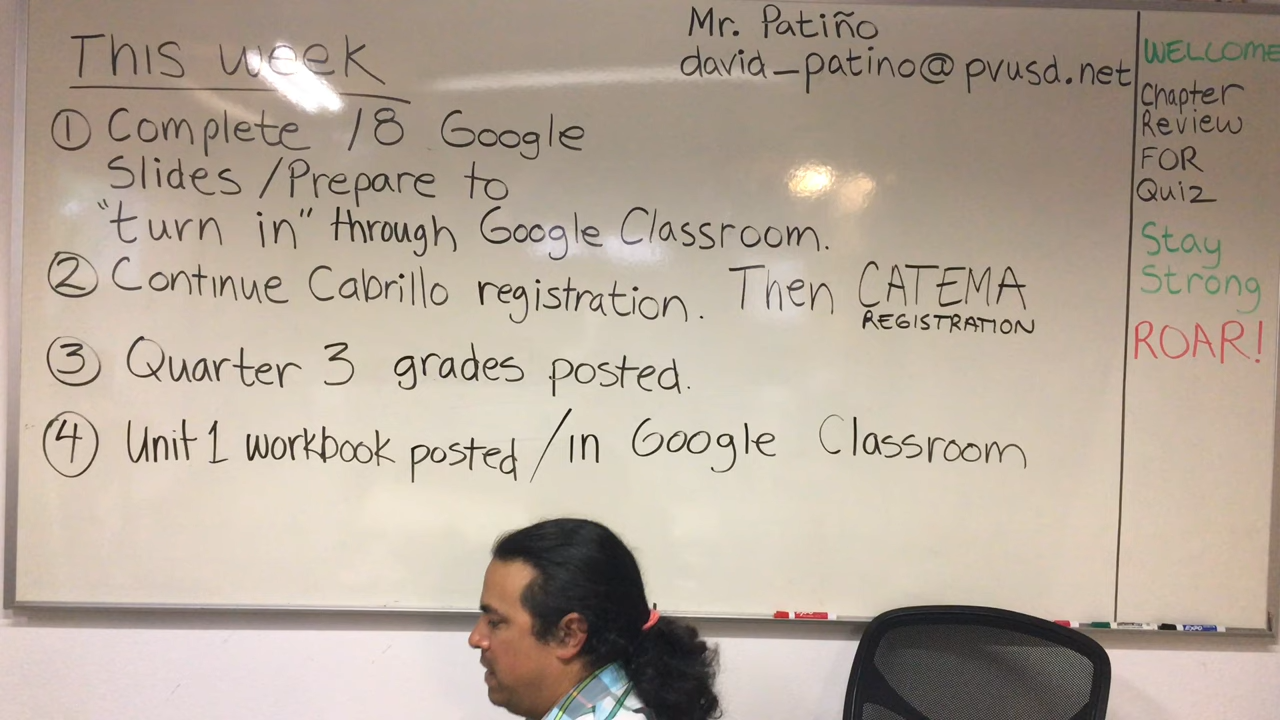 This week
① Complete 18 Google
Slides / Prepare to
"turn in" through Google Classroom.
② Continue Cabrillo registration. Then CATEMA
REGISTRATION
③ Quarter 3 grades posted.
④ Unit 1 workbook posted / in Google Classroom
Mr. Patiño
david_patino@pvusd.net
WELCOME
Chapter
Review
FOR
Quiz
Stay
Strong
ROAR!
EXPO